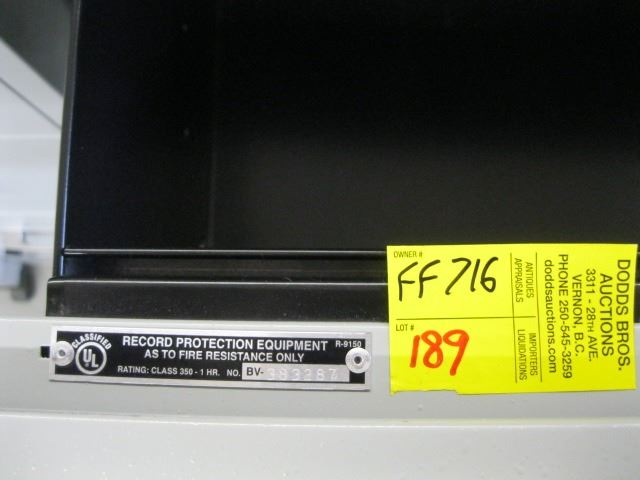 CLASSIFIED
UL
RECORD PROTECTION EQUIPMENT R-9150
AS TO FIRE RESISTANCE ONLY
RATING: CLASS 350 - 1 HR. NO. BV-
OWNER #
FF716
LOT #
189
ANTIQUES
APPRAISALS
IMPORTERS
LIQUIDATIONS
DODDS BROS.
AUCTIONS
3311 - 28TH AVE.
VERNON, B.C.
PHONE 250-545-3259
doddsauctions.com